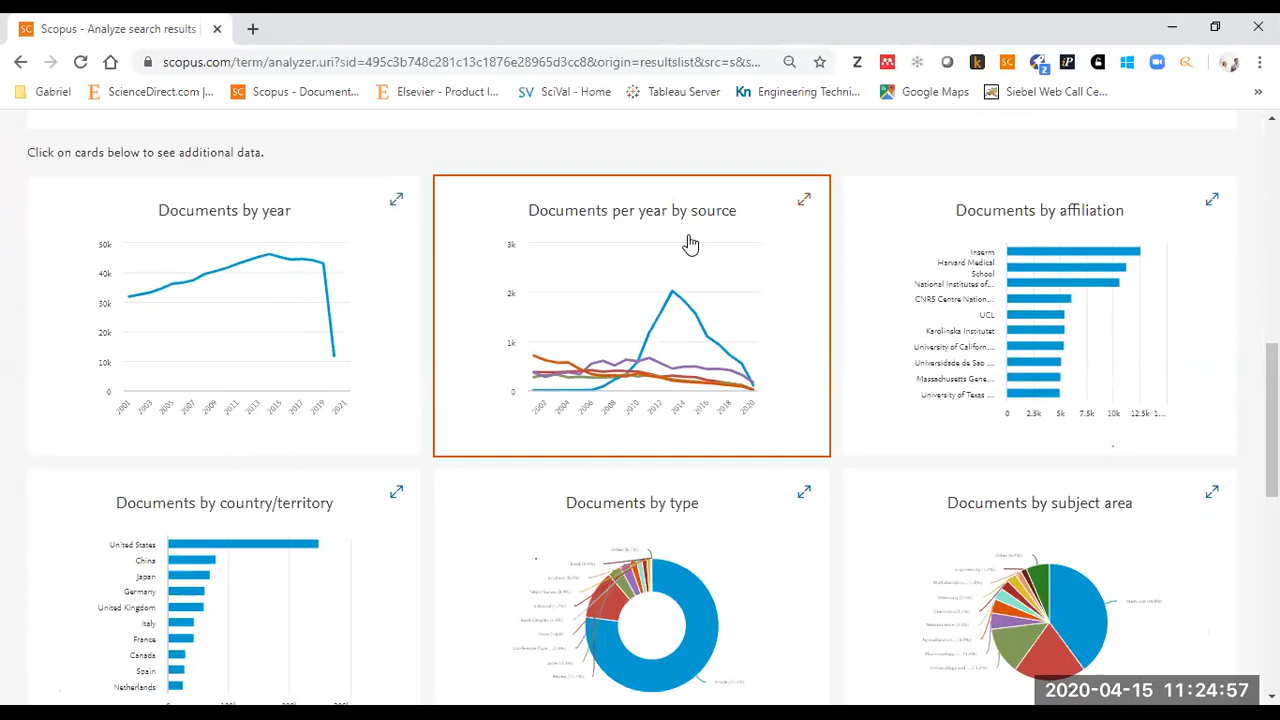 SC Scopus - Analyze search results
scopus.com/term/analyzer.uri?sid=495c3b74c6c281c13c1876e28965d3cc8&origin=resultslist&src=s&s...
Gabriel
ScienceDirect.com |...
Scopus - Document...
Elsevier - Product I...
SciVal - Home
Tableau Server
Kn Engineering Techni...
Google Maps
Siebel Web Call Ce...
»
Click on cards below to see additional data.
Documents by year
50k
40k
30k
20k
10k
0
2001 2003 2005 2007 2009 2011 2021
Documents per year by source
3k
2k
1k
0
2002 2004 2006 2008 2010 2012 2014 2016 2018 2020
Documents by affiliation
Inserm
Harvard Medical
School
National Institutes of...
CNRS Centre Nation...
UCL
Karolinska Institutet
University of Californ...
Universidade de Sao ...
Massachusetts Gene...
University of Texas ...
0 2.5k 5k 7.5k 10k 12.5k 1...
Documents by country/territory
United States
China
Japan
Germany
United Kingdom
Italy
France
Canada
Spain
Netherlands
Documents by type
Documents by subject area
2020-04-15 11:24:57